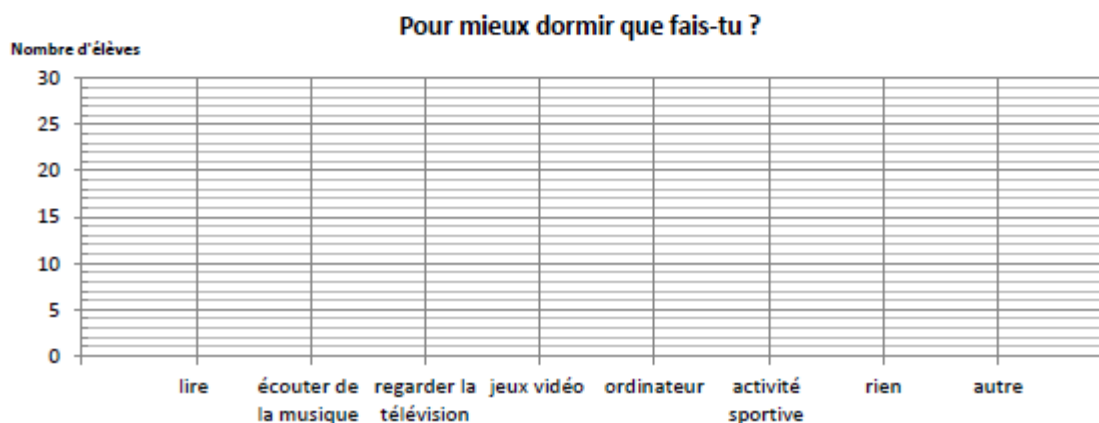 Pour mieux dormir que fais-tu ?
Nombre d'élèves
30
25
20
15
10
5
0
lire
écouter de
la musique
regarder la
télévision
jeux vidéo
ordinateur
activité
sportive
rien
autre